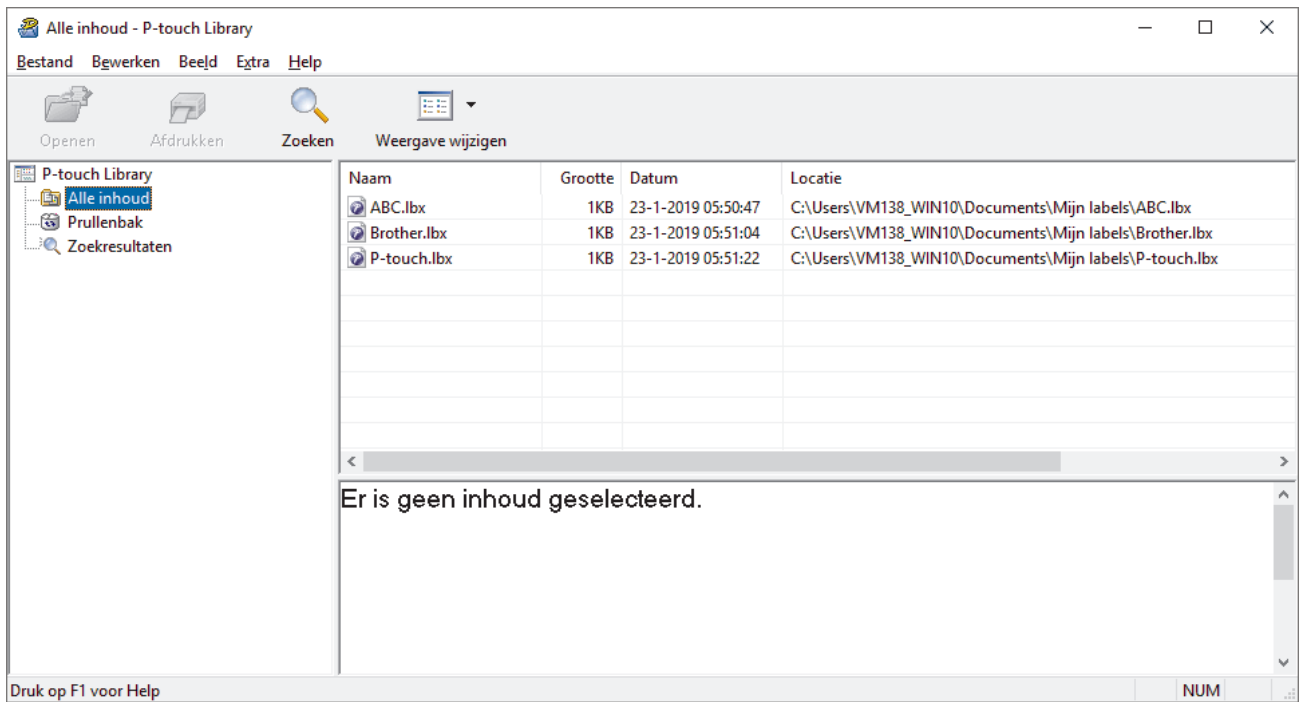 Alle inhoud - P-touch Library
Bestand Bewerken Beeld Extra Help
Openen Afdrukken Zoeken Weergave wijzigen
P-touch Library
Alle inhoud
Prullenbak
Zoekresultaten
Naam Grootte Datum Locatie
ABC.lbx 1KB 23-1-2019 05:50:47 C:\Users\VM138_WIN10\Documents\Mijn labels\ABC.lbx
Brother.lbx 1KB 23-1-2019 05:51:04 C:\Users\VM138_WIN10\Documents\Mijn labels\Brother.lbx
P-touch.lbx 1KB 23-1-2019 05:51:22 C:\Users\VM138_WIN10\Documents\Mijn labels\P-touch.lbx
Er is geen inhoud geselecteerd.
Druk op F1 voor Help NUM